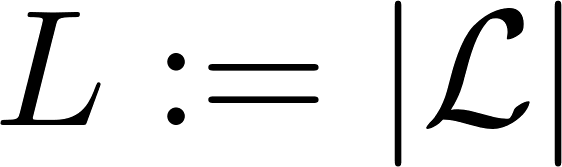 L := |ℒ|